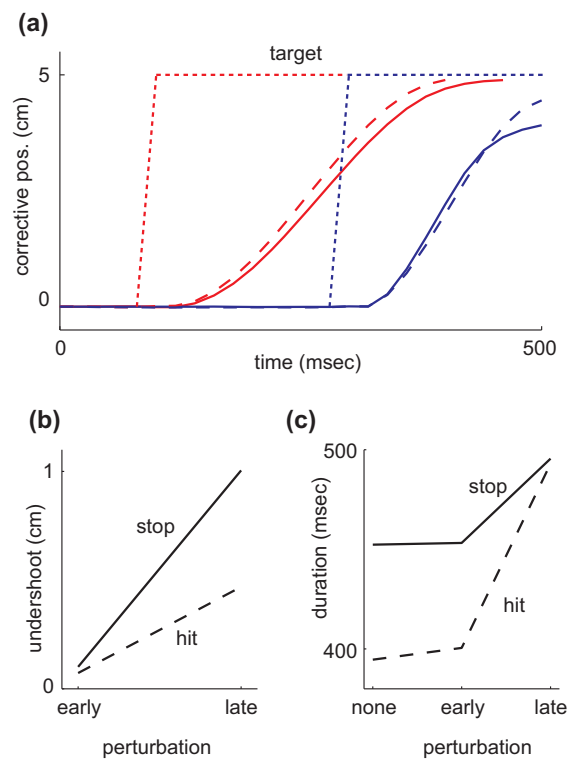 (a)
target
5
corrective pos. (cm)
0
0
500
time (msec)
(b)
1
undershoot (cm)
stop
hit
0
early
late
perturbation
(c)
500
duration (msec)
stop
hit
400
none
early
late
perturbation